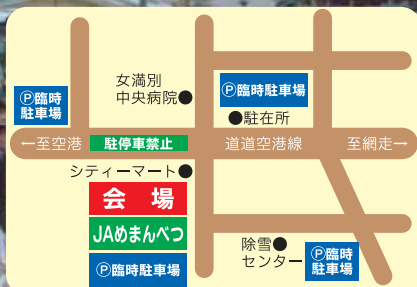 女満別
中央病院●
Ⓟ臨時
駐車場
Ⓟ臨時駐車場
●駐在所
←至空港
駐停車禁止
道道空港線
至網走→
シティーマート●
会場
JAめまんべつ
Ⓟ臨時駐車場
除雪●
センター
Ⓟ臨時
駐車場